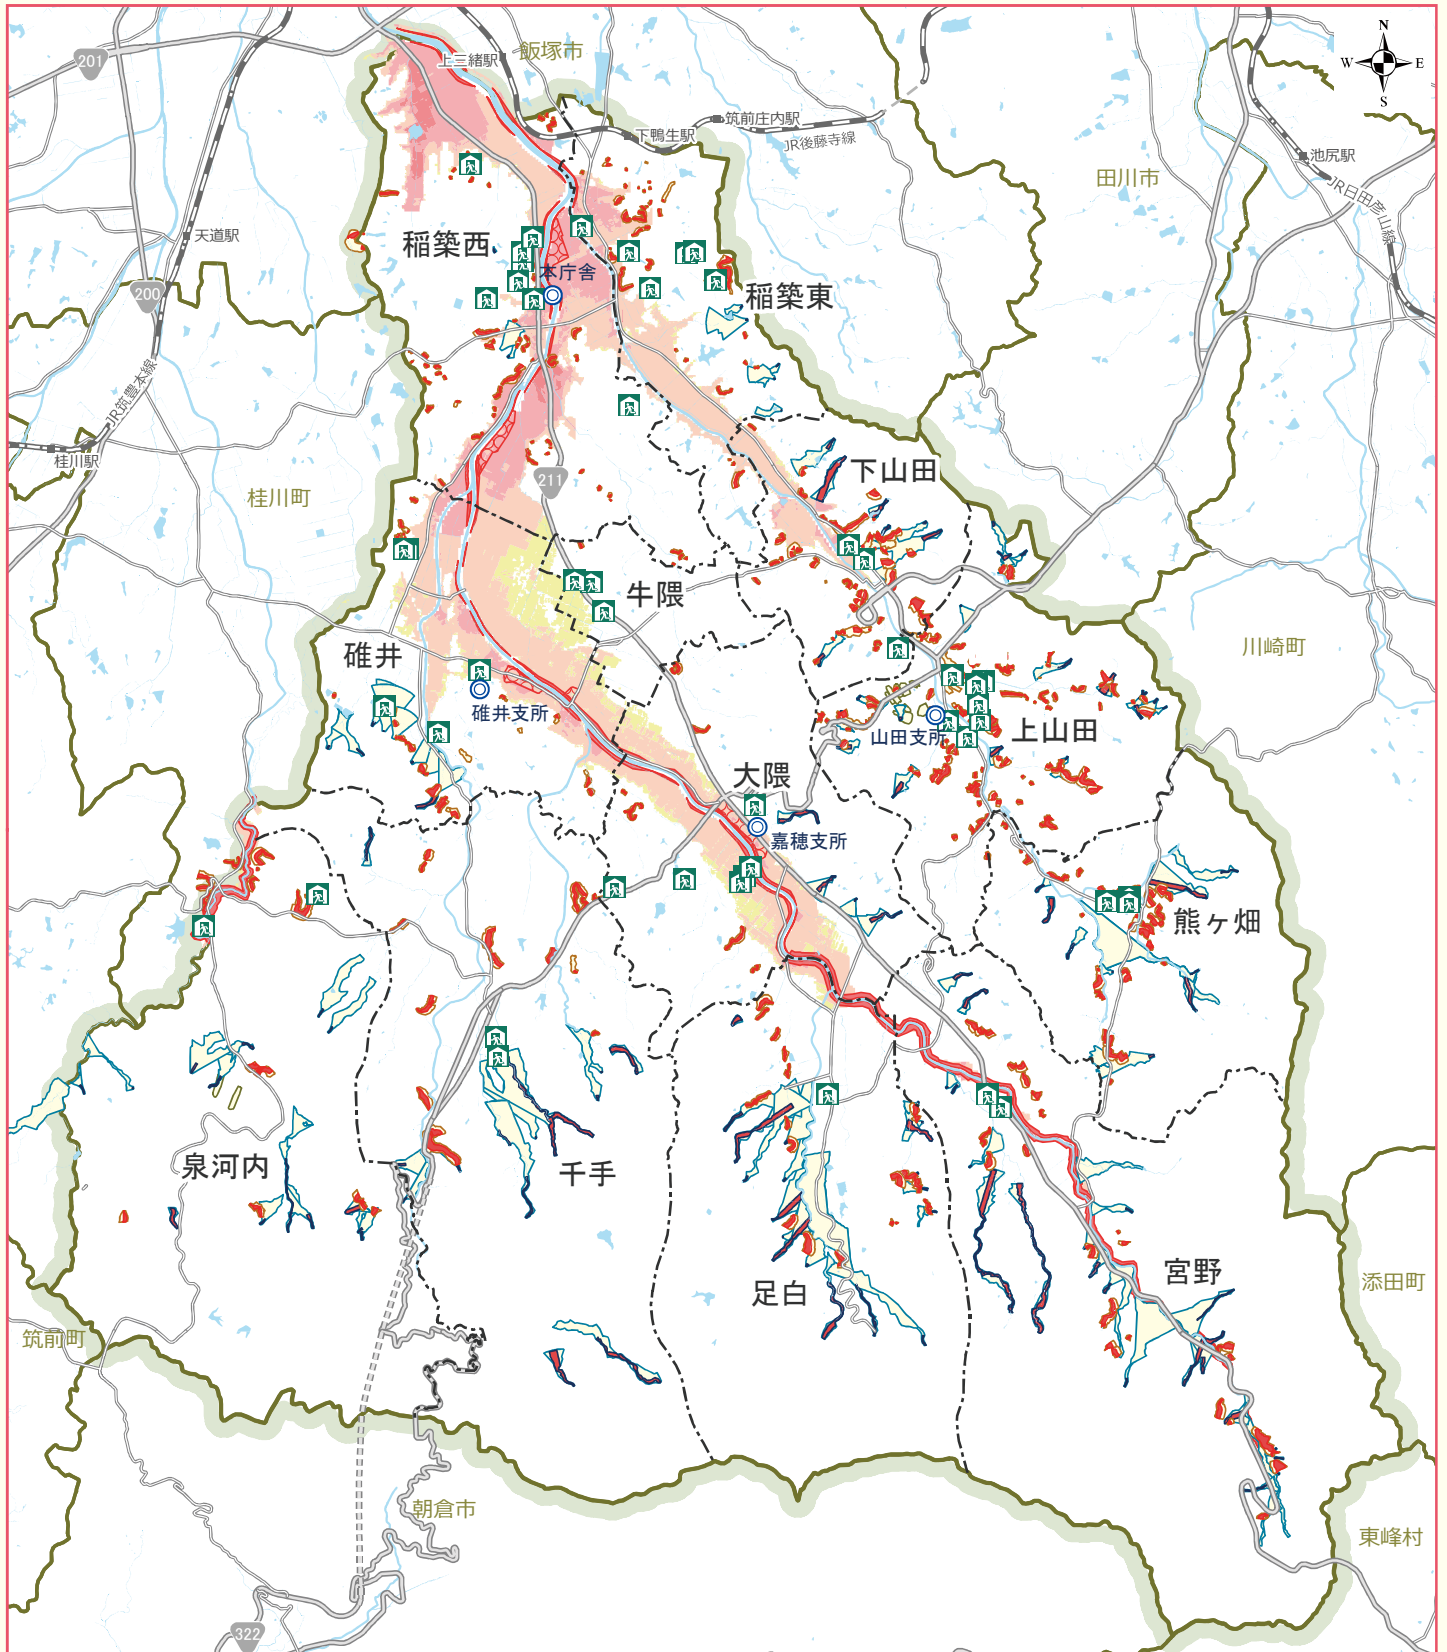 N
W
E
S
201
上三緒駅
飯塚市
筑前庄内駅
下鴨生駅
JR後藤寺線
池尻駅
田川市
JR日田彦山線
天道駅
稲築西
本庁舎
200
稲築東
JR筑豊本線
桂川駅
桂川町
211
下山田
牛隈
碓井
川崎町
碓井支所
山田支所
上山田
大隈
嘉穂支所
熊ヶ畑
泉河内
千手
足白
宮野
添田町
筑前町
朝倉市
東峰村
322